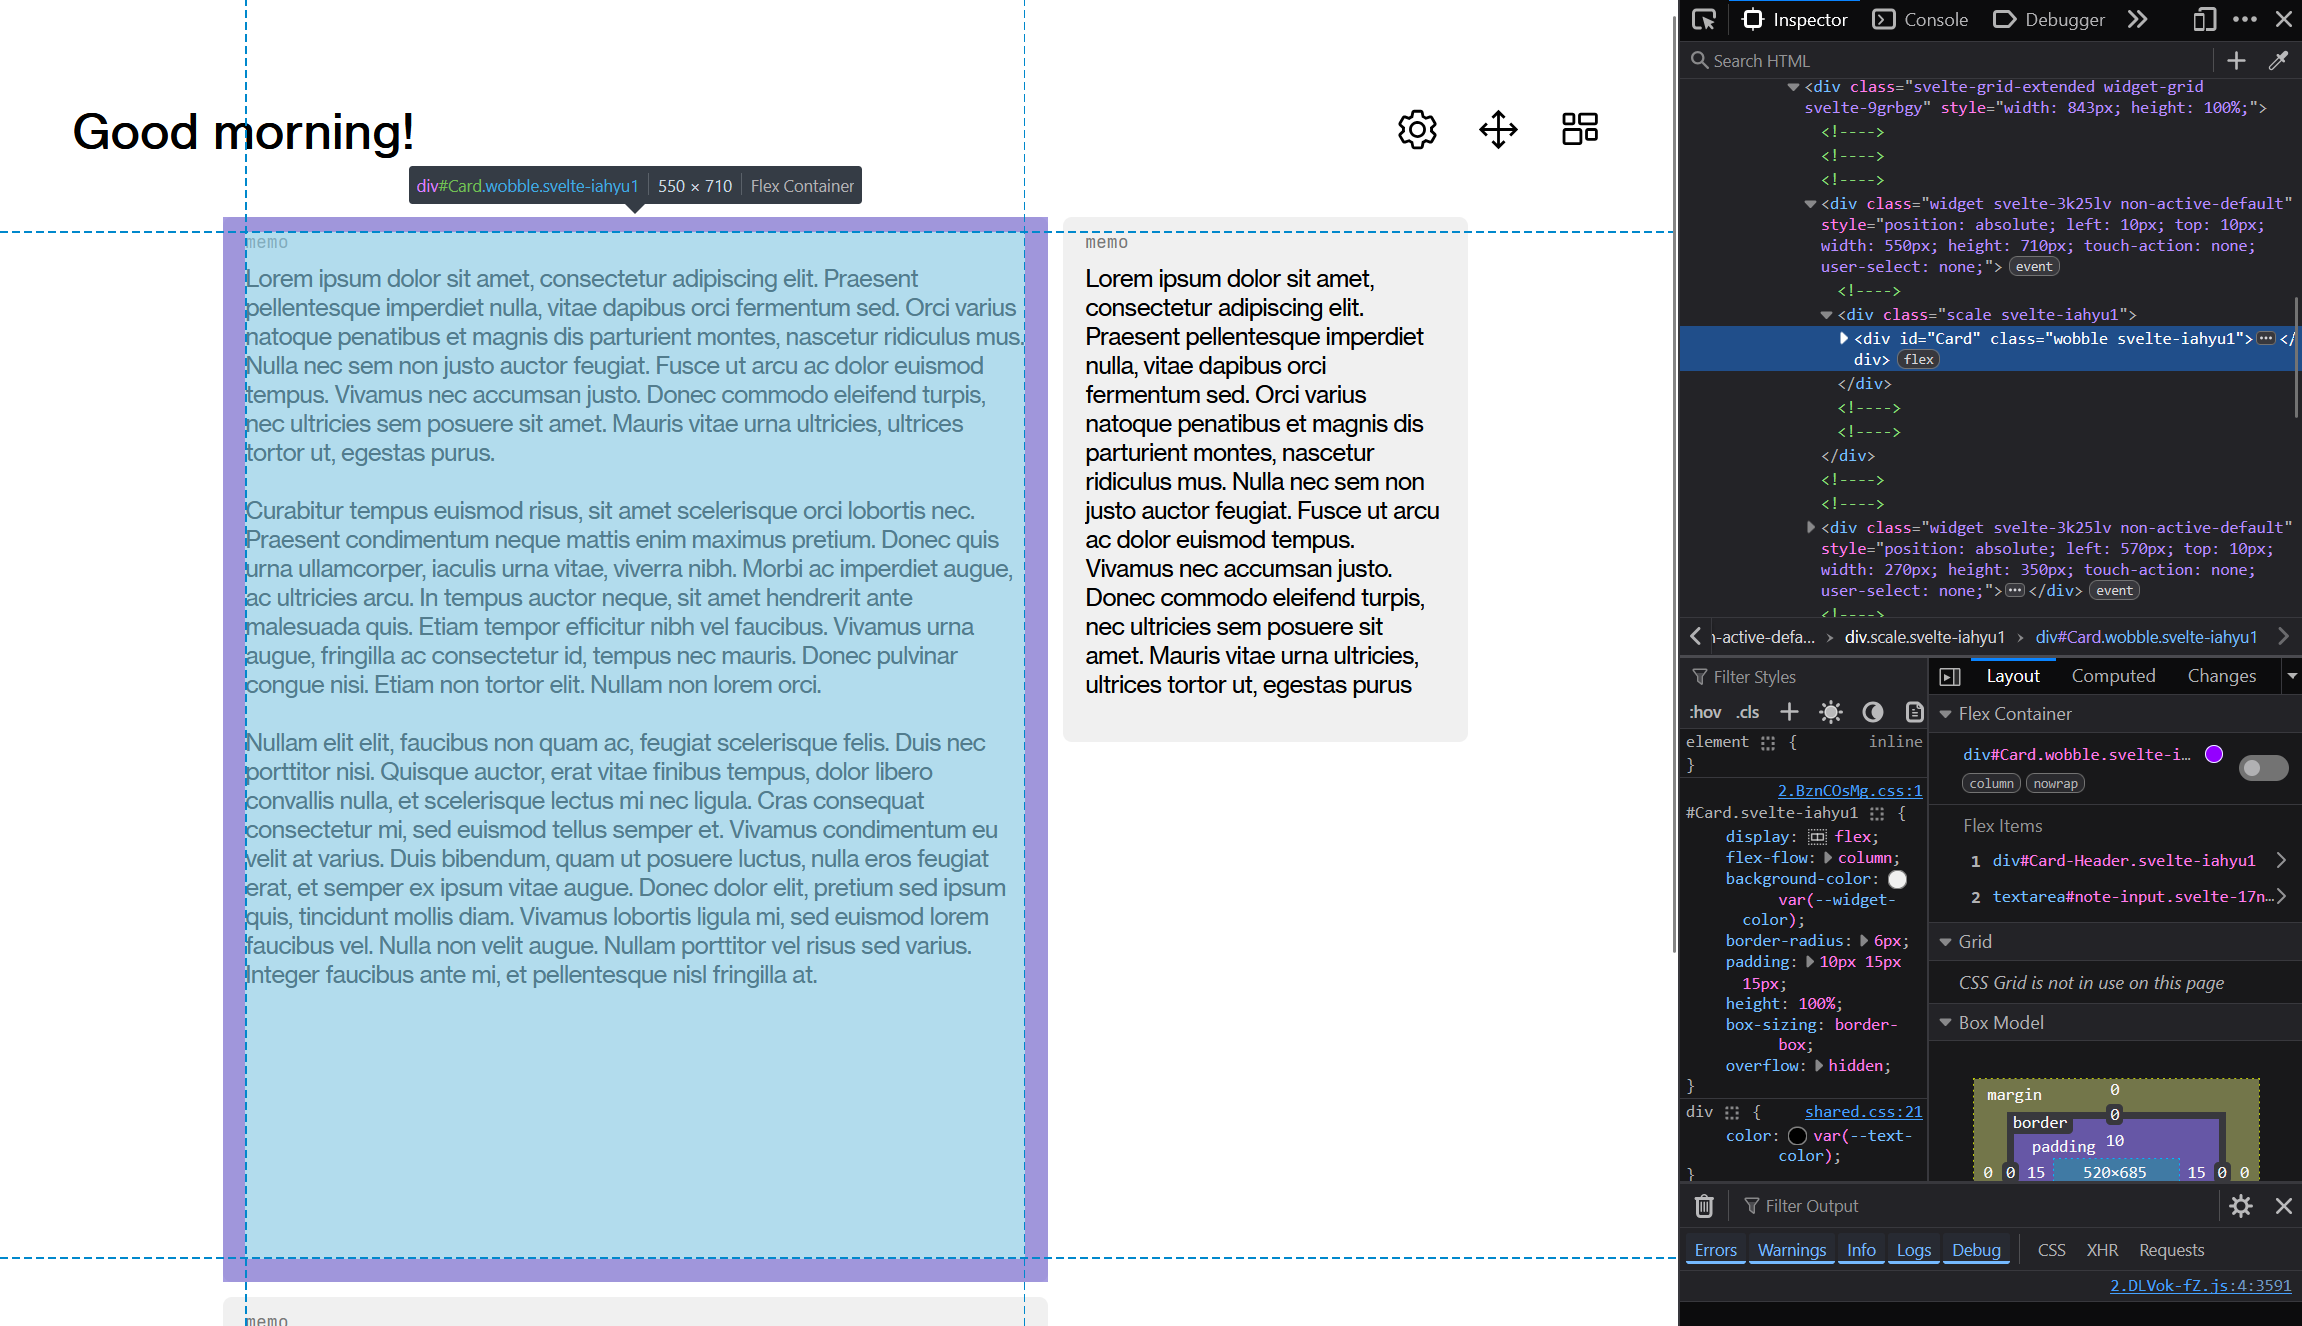 Good morning!
div#Card.wobble.svelte-iahyu1 550 × 710 Flex Container
memo
Lorem ipsum dolor sit amet, consectetur adipiscing elit. Praesent
pellentesque imperdiet nulla, vitae dapibus orci fermentum sed. Orci varius
natoque penatibus et magnis dis parturient montes, nascetur ridiculus mus.
Nulla nec sem non justo auctor feugiat. Fusce ut arcu ac dolor euismod
tempus. Vivamus nec accumsan justo. Donec commodo eleifend turpis,
nec ultricies sem posuere sit amet. Mauris vitae urna ultricies, ultrices
tortor ut, egestas purus.
Curabitur tempus euismod risus, sit amet scelerisque orci lobortis nec.
Praesent condimentum neque mattis enim maximus pretium. Donec quis
urna ullamcorper, iaculis urna vitae, viverra nibh. Morbi ac imperdiet augue,
ac ultricies arcu. In tempus auctor neque, sit amet hendrerit ante
malesuada quis. Etiam tempor efficitur nibh vel faucibus. Vivamus urna
augue, fringilla ac consectetur id, tempus nec mauris. Donec pulvinar
congue nisi. Etiam non tortor elit. Nullam non lorem orci.
Nullam elit elit, faucibus non quam ac, feugiat scelerisque felis. Duis nec
porttitor nisi. Quisque auctor, erat vitae finibus tempus, dolor libero
convallis nulla, et scelerisque lectus mi nec ligula. Cras consequat
consectetur mi, sed euismod tellus semper et. Vivamus condimentum eu
velit at varius. Duis bibendum, quam ut posuere luctus, nulla eros feugiat
erat, et semper ex ipsum vitae augue. Donec dolor elit, pretium sed ipsum
quis, tincidunt mollis diam. Vivamus lobortis ligula mi, sed euismod lorem
faucibus vel. Nulla non velit augue. Nullam porttitor vel risus sed varius.
Integer faucibus ante mi, et pellentesque nisl fringilla at.
memo
memo
Lorem ipsum dolor sit amet,
consectetur adipiscing elit.
Praesent pellentesque imperdiet
nulla, vitae dapibus orci
fermentum sed. Orci varius
natoque penatibus et magnis dis
parturient montes, nascetur
ridiculus mus. Nulla nec sem non
justo auctor feugiat. Fusce ut arcu
ac dolor euismod tempus.
Vivamus nec accumsan justo.
Donec commodo eleifend turpis,
nec ultricies sem posuere sit
amet. Mauris vitae urna ultricies,
ultrices tortor ut, egestas purus
Inspector Console Debugger
Search HTML
<div class="svelte-grid-extended widget-grid
svelte-9grbgy" style="width: 843px; height: 100%;">
<!---->
<!---->
<!---->
<div class="widget svelte-3k25lv non-active-default"
style="position: absolute; left: 10px; top: 10px;
width: 550px; height: 710px; touch-action: none;
user-select: none;"> event
<!---->
<div class="scale svelte-iahyu1">
<div id="Card" class="wobble svelte-iahyu1"> ••• </
div> flex
</div>
<!---->
<!---->
</div>
<!---->
<!---->
<div class="widget svelte-3k25lv non-active-default"
style="position: absolute; left: 570px; top: 10px;
width: 270px; height: 350px; touch-action: none;
user-select: none;"> ••• </div> event
<!---->
n-active-defa... › div.scale.svelte-iahyu1 › div#Card.wobble.svelte-iahyu1
Filter Styles
:hov .cls +
element { inline
}
2.BznCOsMg.css:1
#Card.svelte-iahyu1 {
display: flex;
flex-flow: column;
background-color:
var(--widget-
color);
border-radius: 6px;
padding: 10px 15px
15px;
height: 100%;
box-sizing: border-
box;
overflow: hidden;
}
div { shared.css:21
color: var(--text-
color);
}
Layout Computed Changes
Flex Container
div#Card.wobble.svelte-i…
column nowrap
Flex Items
1 div#Card-Header.svelte-iahyu1
2 textarea#note-input.svelte-17n…
Grid
CSS Grid is not in use on this page
Box Model
margin 0
border 0
padding 10
0 0 15 520×685 15 0 0
Filter Output
Errors Warnings Info Logs Debug CSS XHR Requests
2.DLVok-fZ.js:4:3591